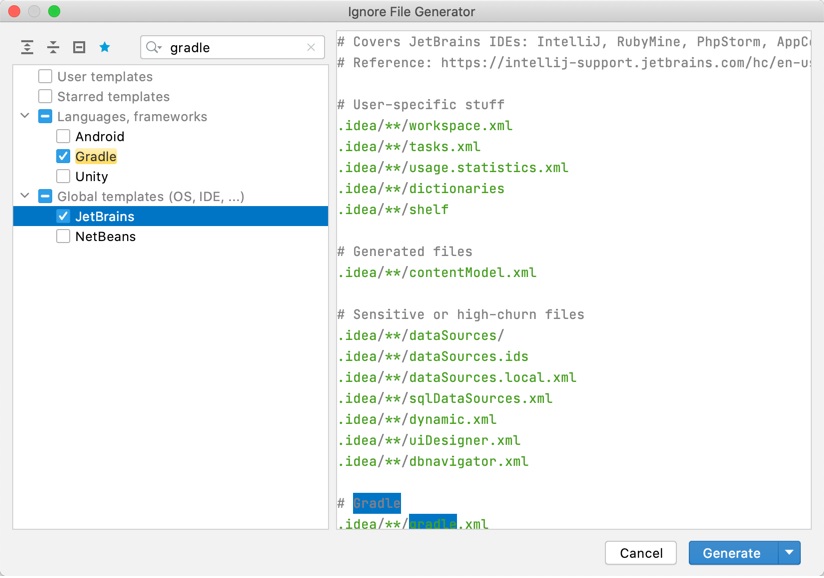 Ignore File Generator
gradle
User templates
Starred templates
Languages, frameworks
Android
Gradle
Unity
Global templates (OS, IDE, ...)
JetBrains
NetBeans
# Covers JetBrains IDEs: IntelliJ, RubyMine, PhpStorm, AppC
# Reference: https://intellij-support.jetbrains.com/hc/en-us
# User-specific stuff
.idea/**/workspace.xml
.idea/**/tasks.xml
.idea/**/usage.statistics.xml
.idea/**/dictionaries
.idea/**/shelf
# Generated files
.idea/**/contentModel.xml
# Sensitive or high-churn files
.idea/**/dataSources/
.idea/**/dataSources.ids
.idea/**/dataSources.local.xml
.idea/**/sqlDataSources.xml
.idea/**/dynamic.xml
.idea/**/uiDesigner.xml
.idea/**/dbnavigator.xml
# Gradle
.idea/**/gradle.xml
Cancel
Generate